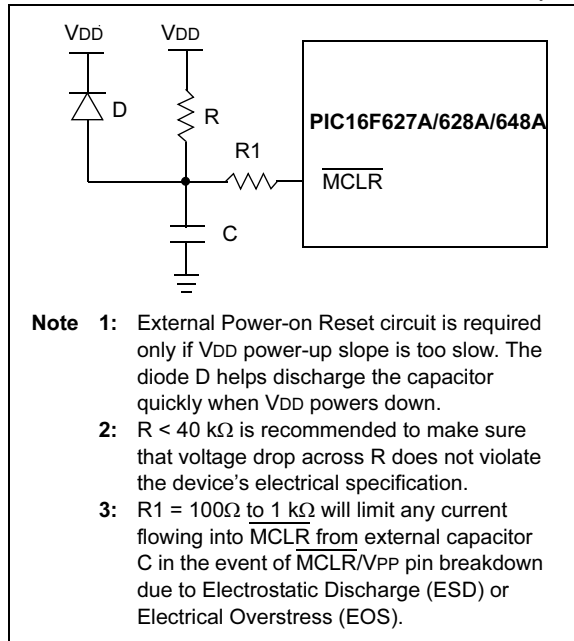 VDD VDD
D
R
PIC16F627A/628A/648A
R1
MCLR
C
Note 1: External Power-on Reset circuit is required
only if VDD power-up slope is too slow. The
diode D helps discharge the capacitor
quickly when VDD powers down.
2: R < 40 kΩ is recommended to make sure
that voltage drop across R does not violate
the device's electrical specification.
3: R1 = 100Ω to 1 kΩ will limit any current
flowing into MCLR from external capacitor
C in the event of MCLR/VPP pin breakdown
due to Electrostatic Discharge (ESD) or
Electrical Overstress (EOS).